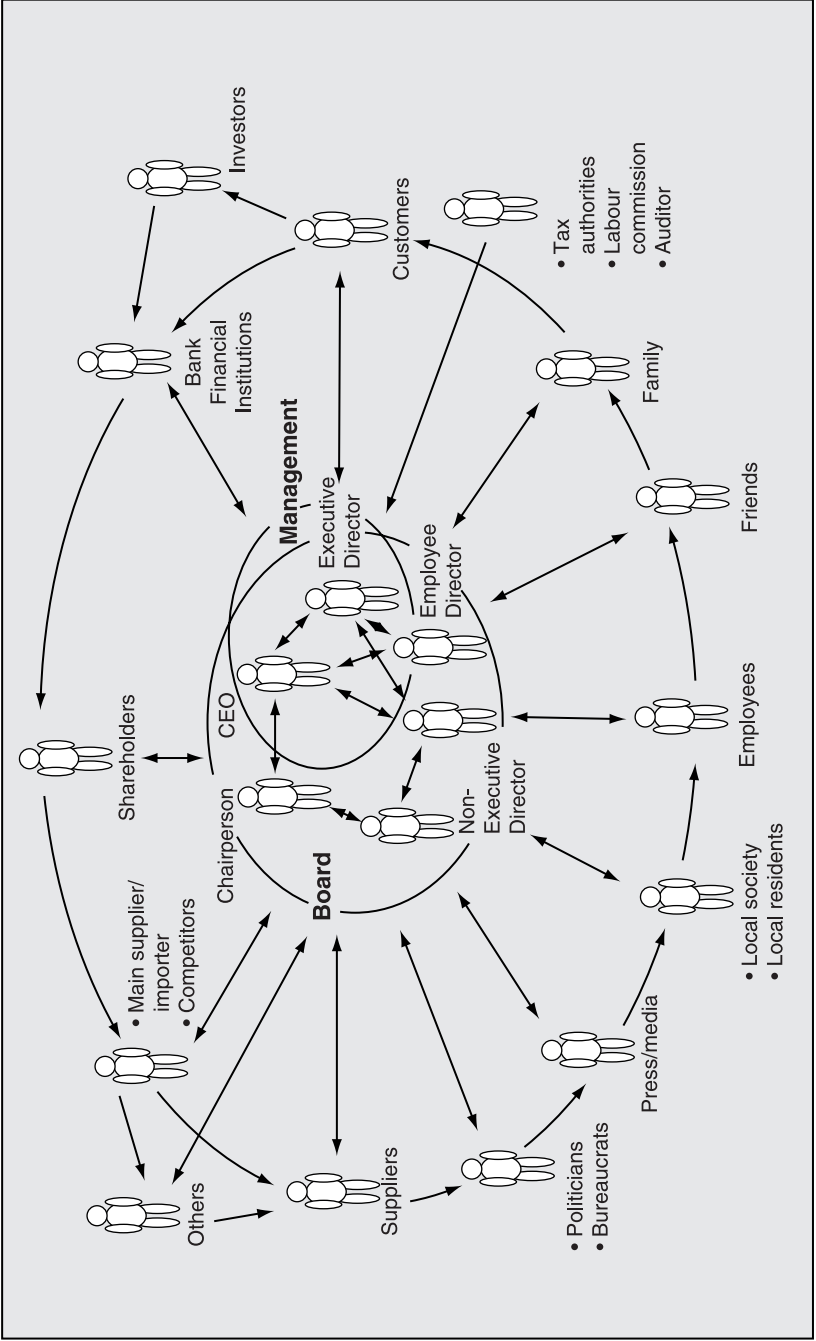 Shareholders
Bank
Financial
Institutions
Investors
• Main supplier/
importer
• Competitors
Others
Chairperson
CEO
Management
Executive
Director
Customers
Board
Non-
Executive
Director
Employee
Director
Suppliers
• Tax
authorities
• Labour
commission
• Auditor
• Politicians
• Bureaucrats
Press/media
Family
Friends
• Local society
• Local residents
Employees